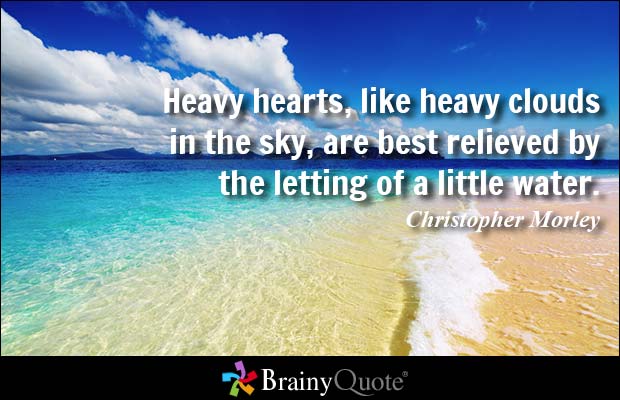 Heavy hearts, like heavy clouds
in the sky, are best relieved by
the letting of a little water.
Christopher Morley
BrainyQuote®